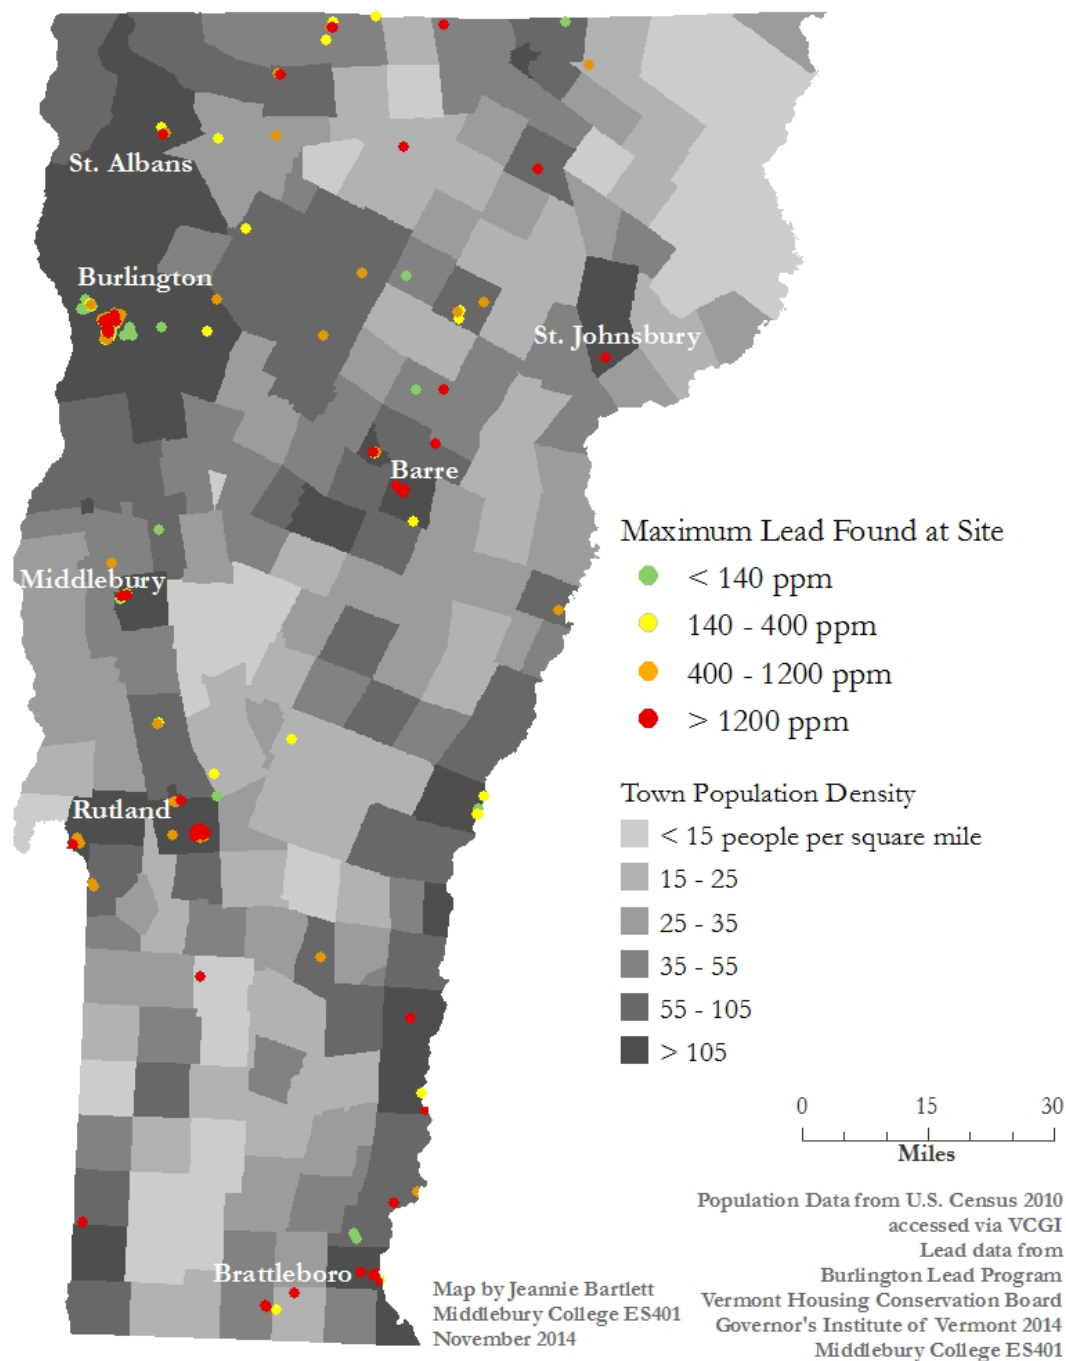 St. Albans
Burlington
St. Johnsbury
Barre
Middlebury
Rutland
Brattleboro
Maximum Lead Found at Site
< 140 ppm
140 - 400 ppm
400 - 1200 ppm
> 1200 ppm
Town Population Density
< 15 people per square mile
15 - 25
25 - 35
35 - 55
55 - 105
> 105
0 15 30
Miles
Population Data from U.S. Census 2010
accessed via VCGI
Lead data from
Burlington Lead Program
Vermont Housing Conservation Board
Governor's Institute of Vermont 2014
Middlebury College ES401
Map by Jeannie Bartlett
Middlebury College ES401
November 2014